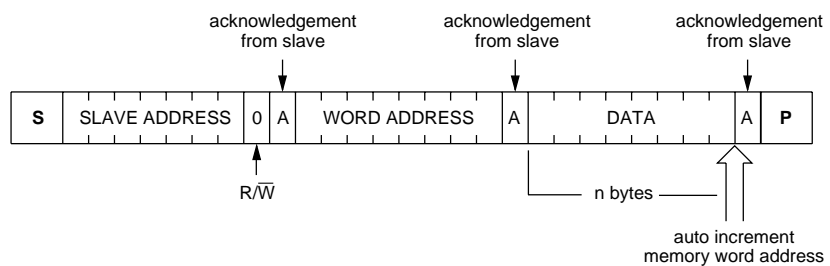 acknowledgement from slave
acknowledgement from slave
acknowledgement from slave
S SLAVE ADDRESS 0 A WORD ADDRESS A DATA A P
R/W̅
n bytes
auto increment
memory word address